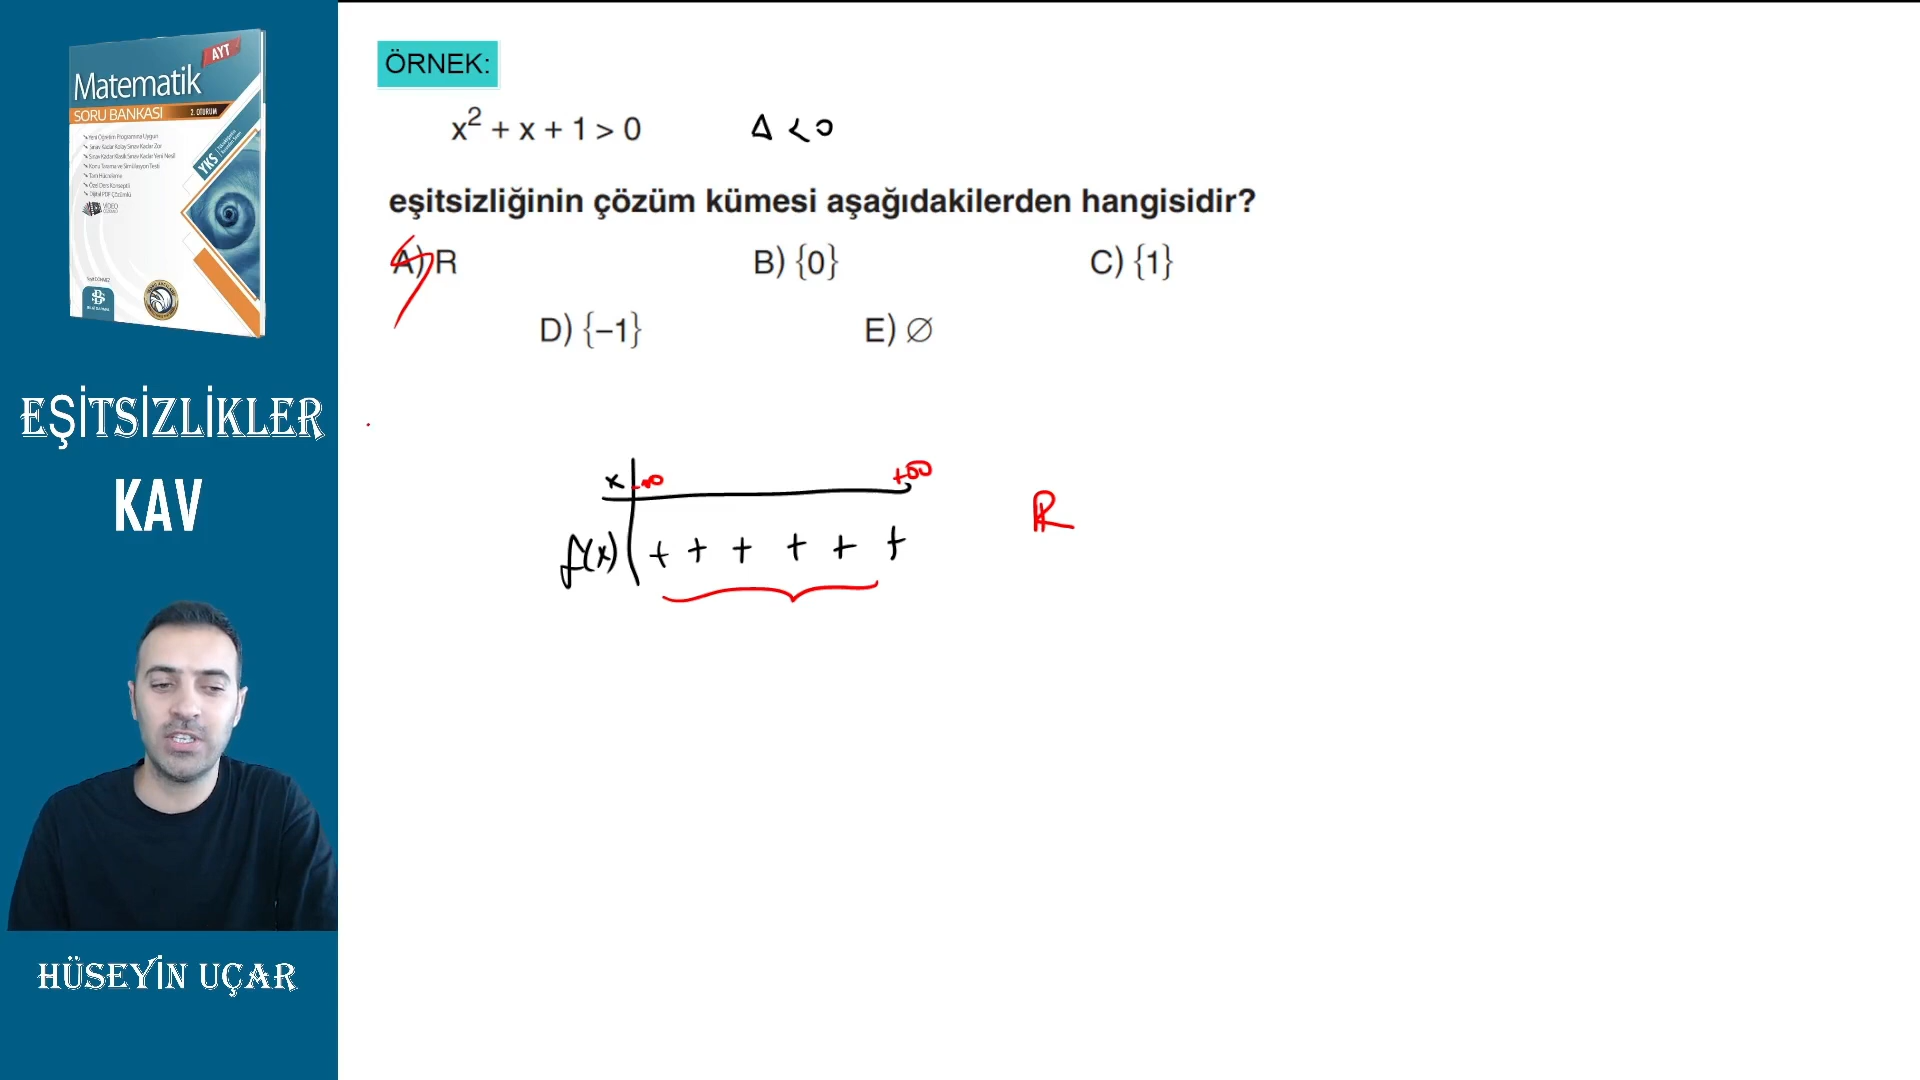 AYT
Matematik
SORU BANKASI 2. OTURUM
YKS
EŞİTSİZLİKLER
KAV
HÜSEYİN UÇAR
ÖRNEK:
x² + x + 1 > 0 Δ < 0
eşitsizliğinin çözüm kümesi aşağıdakilerden hangisidir?
A) R B) {0} C) {1}
D) {–1} E) ∅
x -∞ +∞
f(x) + + + + + +
ℝ